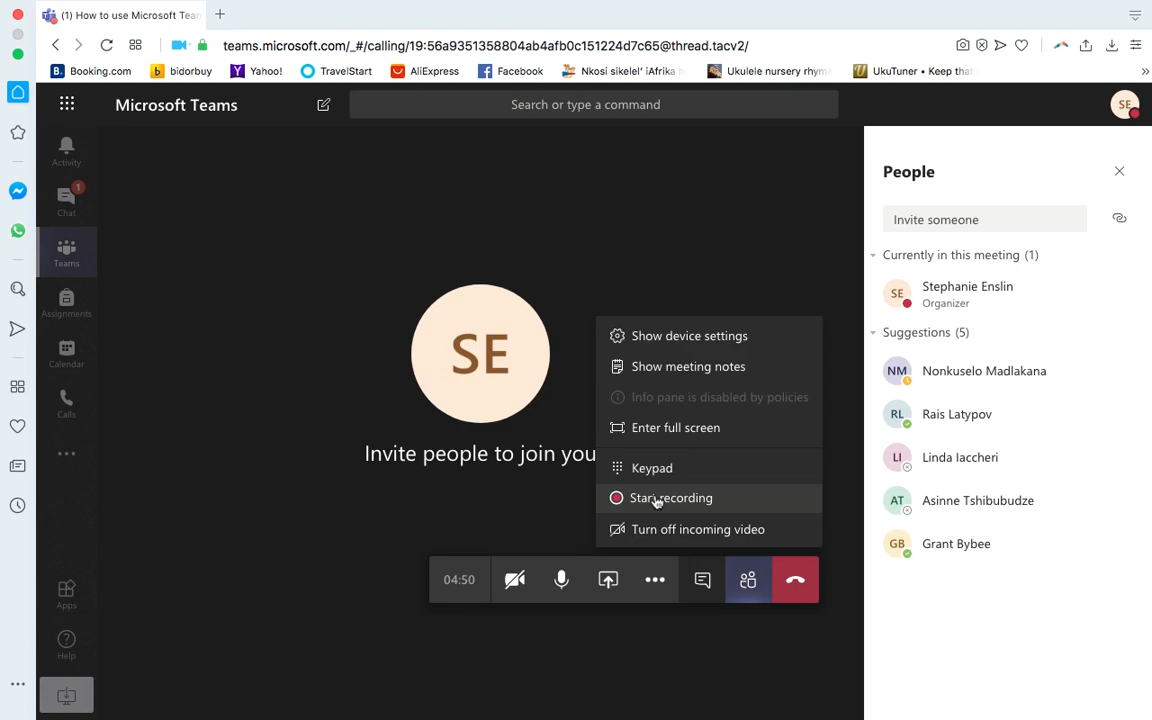 (1) How to use Microsoft Tean
teams.microsoft.com/_#/calling/19:56a9351358804ab4afb0c151224d7c65@thread.tacv2/
Booking.com
bidorbuy
Yahoo!
TravelStart
AliExpress
Facebook
Nkosi sikelel' iAfrika
Ukulele nursery rhyme
UkuTuner • Keep that
Microsoft Teams
Search or type a command
SE
Activity
1
Chat
Teams
Assignments
Calendar
Calls
Apps
Help
SE
Invite people to join you
Show device settings
Show meeting notes
Info pane is disabled by policies
Enter full screen
Keypad
Start recording
Turn off incoming video
04:50
People
Invite someone
Currently in this meeting (1)
SE Stephanie Enslin
Organizer
Suggestions (5)
NM Nonkuselo Madlakana
RL Rais Latypov
LI Linda Iaccheri
AT Asinne Tshibubudze
GB Grant Bybee